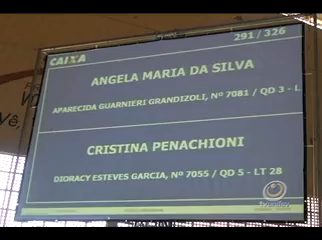 CAIXA
291 / 326
ANGELA MARIA DA SILVA
APARECIDA GUARNIERI GRANDIZOLI, Nº 7081 / QD 3 - L
CRISTINA PENACHIONI
DIORACY ESTEVES GARCIA, Nº 7055 / QD 5 - LT 28